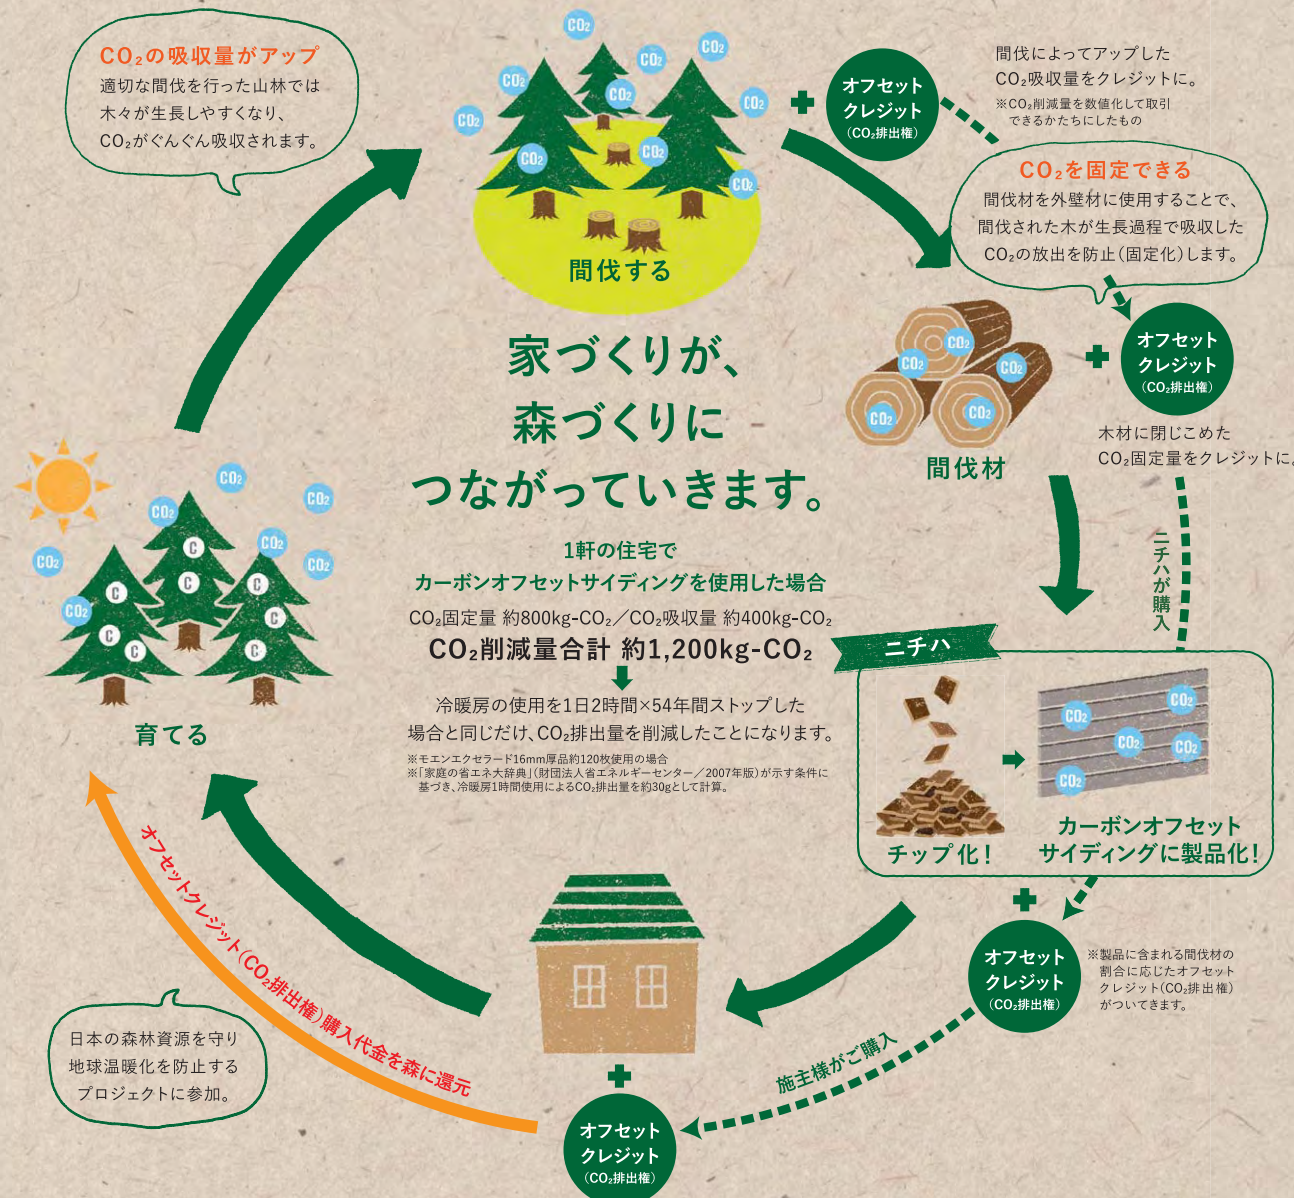 CO₂の吸収量がアップ
適切な間伐を行った山林では
木々が生長しやすくなり、
CO₂がぐんぐん吸収されます。
CO₂
CO₂
CO₂
CO₂
CO₂
CO₂
CO₂
CO₂
CO₂
CO₂
間伐する
オフセット
クレジット
(CO₂排出権)
間伐によってアップした
CO₂吸収量をクレジットに。
※CO₂削減量を数値化して取引
できるかたちにしたもの
CO₂を固定できる
間伐材を外壁材に使用することで、
間伐された木が生長過程で吸収した
CO₂の放出を防止(固定化)します。
CO₂
CO₂
CO₂
CO₂
CO₂
間伐材
オフセット
クレジット
(CO₂排出権)
木材に閉じこめた
CO₂固定量をクレジットに。
ニチハが購入
家づくりが、
森づくりに
つながっていきます。
1軒の住宅で
カーボンオフセットサイディングを使用した場合
CO₂固定量 約800kg-CO₂/CO₂吸収量 約400kg-CO₂
CO₂削減量合計 約1,200kg-CO₂
冷暖房の使用を1日2時間×54年間ストップした
場合と同じだけ、CO₂排出量を削減したことになります。
※モエンエクセラード16mm厚品約120枚使用の場合
※「家庭の省エネ大辞典」(財団法人省エネルギーセンター/2007年版)が示す条件に
基づき、冷暖房1時間使用によるCO₂排出量を約30gとして計算。
ニチハ
チップ化!
CO₂
CO₂
CO₂
CO₂
CO₂
カーボンオフセット
サイディングに製品化!
オフセット
クレジット
(CO₂排出権)
※製品に含まれる間伐材の
割合に応じたオフセット
クレジット(CO₂排出権)
がついてきます。
施主様がご購入
オフセット
クレジット
(CO₂排出権)
オフセットクレジット(CO₂排出権)購入代金を森に還元
日本の森林資源を守り
地球温暖化を防止する
プロジェクトに参加。
CO₂
CO₂
CO₂
CO₂
CO₂
CO₂
CO₂
C
C
C
C
C
C
C
C
育てる